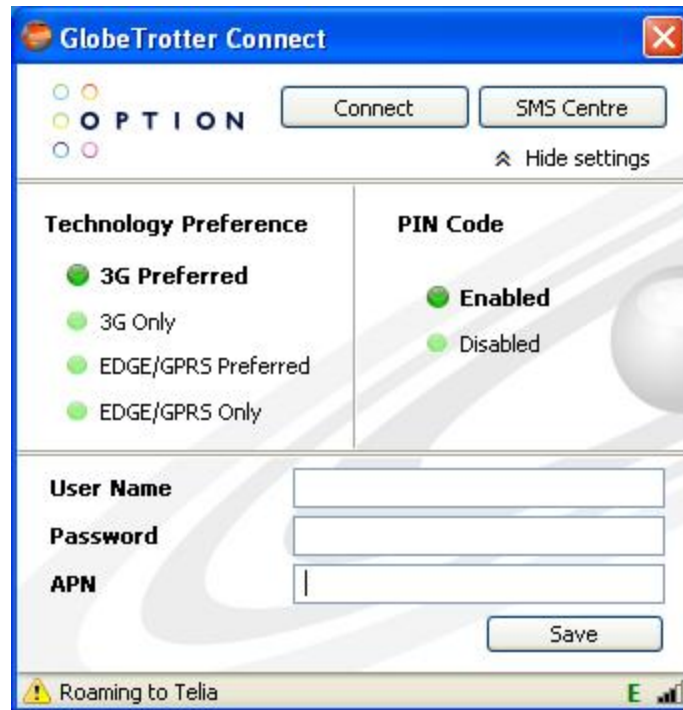 GlobeTrotter Connect
OPTION
Connect
SMS Centre
Hide settings
Technology Preference
3G Preferred
3G Only
EDGE/GPRS Preferred
EDGE/GPRS Only
PIN Code
Enabled
Disabled
User Name
Password
APN
Save
Roaming to Telia
E